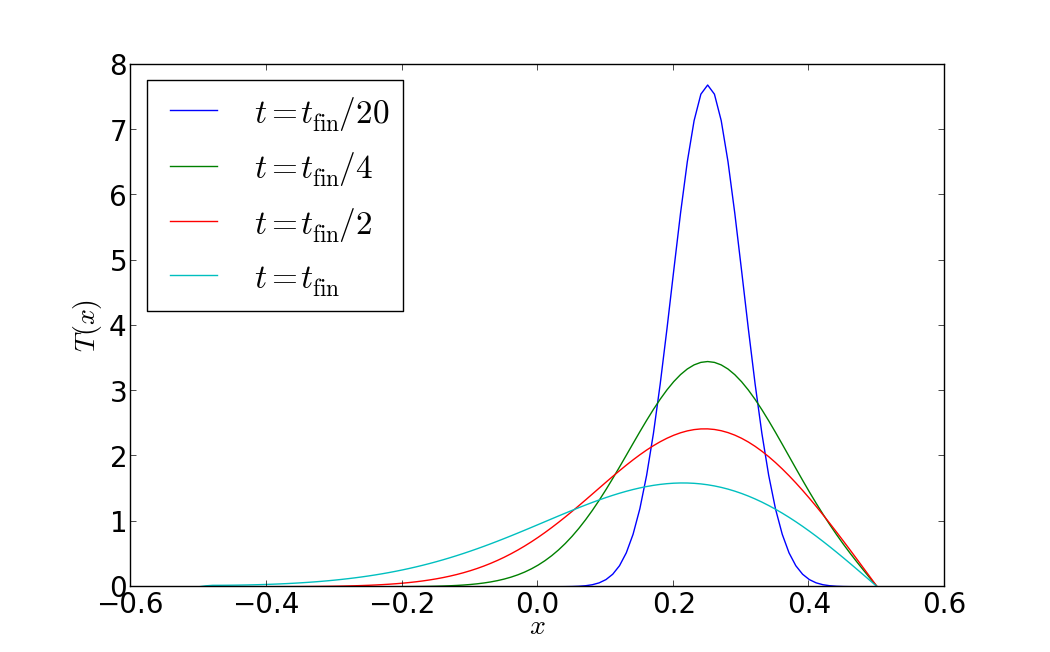 8
7
6
5
4
3
2
1
0
T(x)
t = t_fin/20
t = t_fin/4
t = t_fin/2
t = t_fin
−0.6 −0.4 −0.2 0.0 0.2 0.4 0.6
x